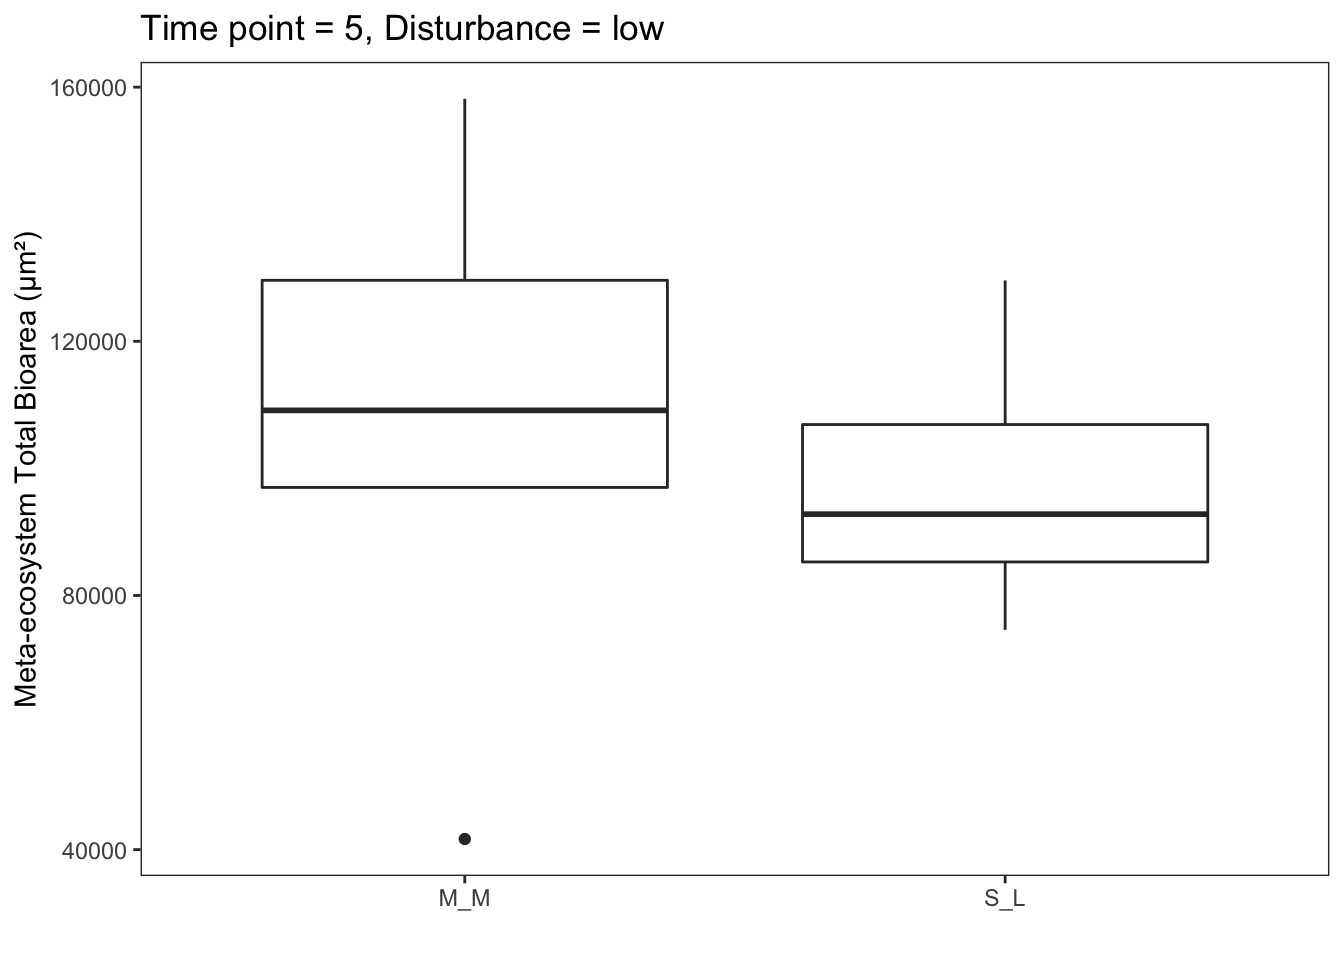 Time point = 5, Disturbance = low
Meta-ecosystem Total Bioarea (µm²)
160000
120000
80000
40000
M_M
S_L